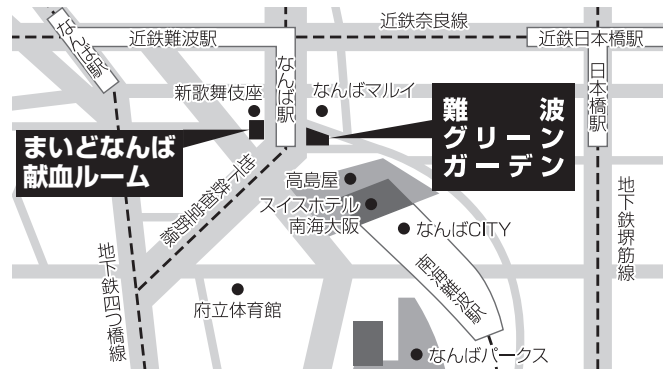 近鉄奈良線
近鉄難波駅
近鉄日本橋駅
なんば駅
なんば駅
日本橋駅
新歌舞伎座
なんばマルイ
難波
グリーン
ガーデン
まいどなんば
献血ルーム
高島屋
スイスホテル
南海大阪
なんばCITY
地下鉄御堂筋線
地下鉄堺筋線
地下鉄四つ橋線
南海難波駅
府立体育館
なんばパークス